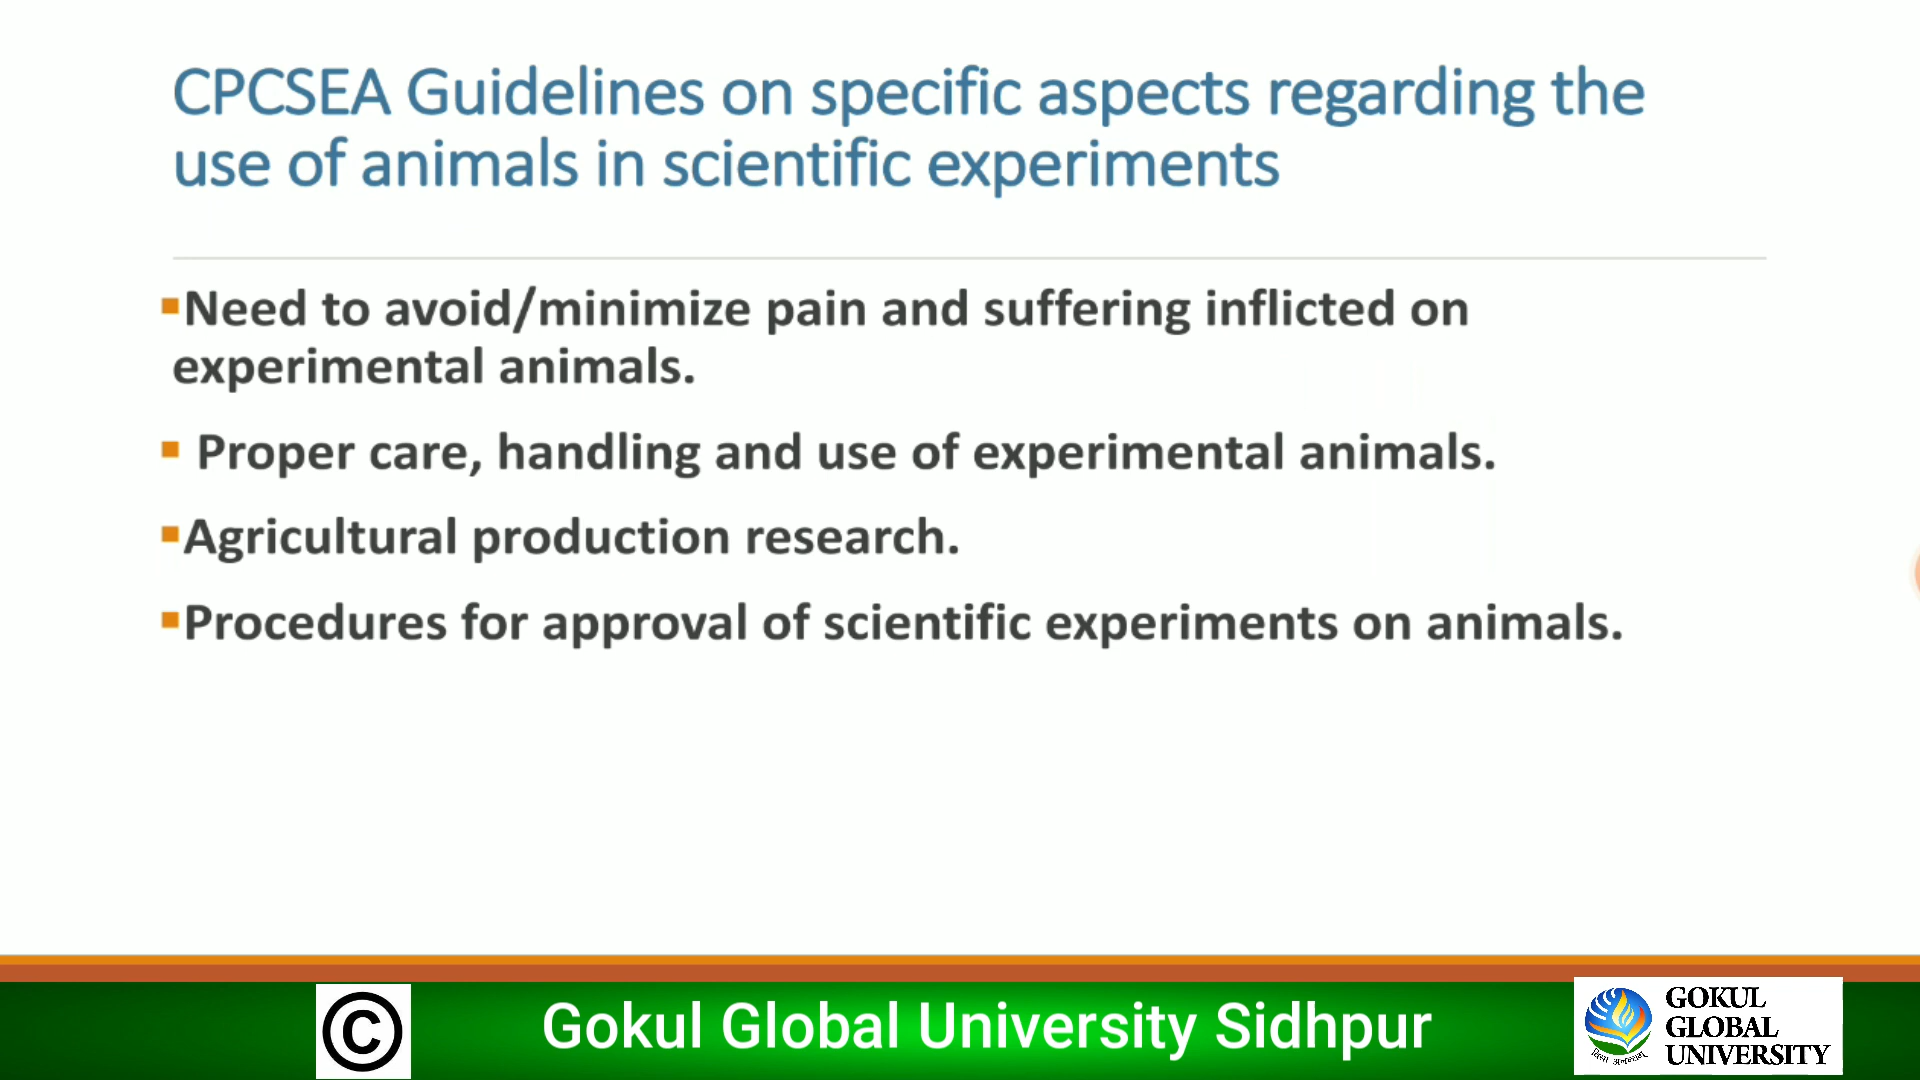 CPCSEA Guidelines on specific aspects regarding the
use of animals in scientific experiments
▪Need to avoid/minimize pain and suffering inflicted on
experimental animals.
▪ Proper care, handling and use of experimental animals.
▪Agricultural production research.
▪Procedures for approval of scientific experiments on animals.
©
Gokul Global University Sidhpur
GOKUL
GLOBAL
UNIVERSITY